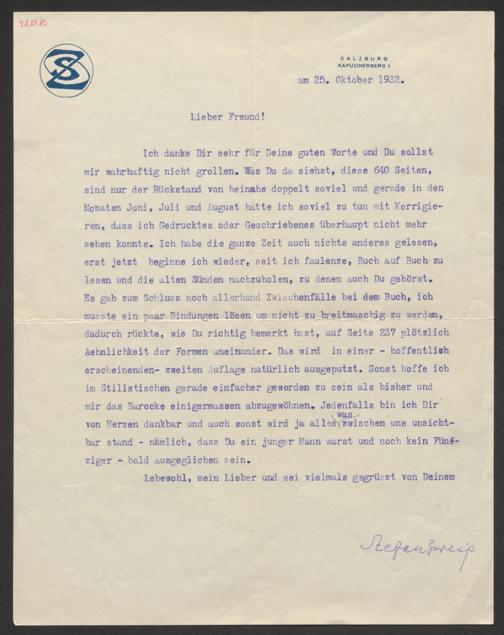 SZ
SALZBURG
KAPUZINERBERG 5
am 25. Oktober 1932.
Lieber Freund!
Ich danke Dir sehr für Deine guten Worte und Du sollst
mir wahrhaftig nicht grollen. Was Du da siehst, diese 640 Seiten,
sind nur der Rückstand von beinahe doppelt soviel und gerade in den
Monaten Juni, Juli und August hatte ich soviel zu tun mit Korrigie-
ren, dass ich Gedrucktes oder Geschriebenes überhaupt nicht mehr
sehen konnte. Ich habe die ganze Zeit auch nichts anderes gelesen,
erst jetzt beginne ich wieder, seit ich faulenze, Buch auf Buch zu
lesen und die alten Sünden nachzuholen, zu denen auch Du gehörst.
Es gab zum Schluss noch allerhand Zwischenfälle bei dem Buch, ich
musste ein paar Bindungen lösen um nicht zu breitmaschig zu werden,
dadurch rückte, wie Du richtig bemerkt hast, auf Seite 237 plötzlich
Aehnlichkeit der Formen aneinander. Das wird in einer - hoffentlich
erscheinenden- zweiten Auflage natürlich ausgeputzt. Sonst hoffe ich
im Stilistischen gerade einfacher geworden zu sein als bisher und
mir das Barocke einigermassen abzugewöhnen. Jedenfalls bin ich Dir
von Herzen dankbar und auch sonst wird ja alles was zwischen uns unsicht-
bar stand - nämlich, dass Du ein junger Mann warst und noch kein Fünf-
ziger - bald ausgeglichen sein.
Lebewohl, mein Lieber und sei vielmals gegrüsst von Deinem
Stefan Zweig